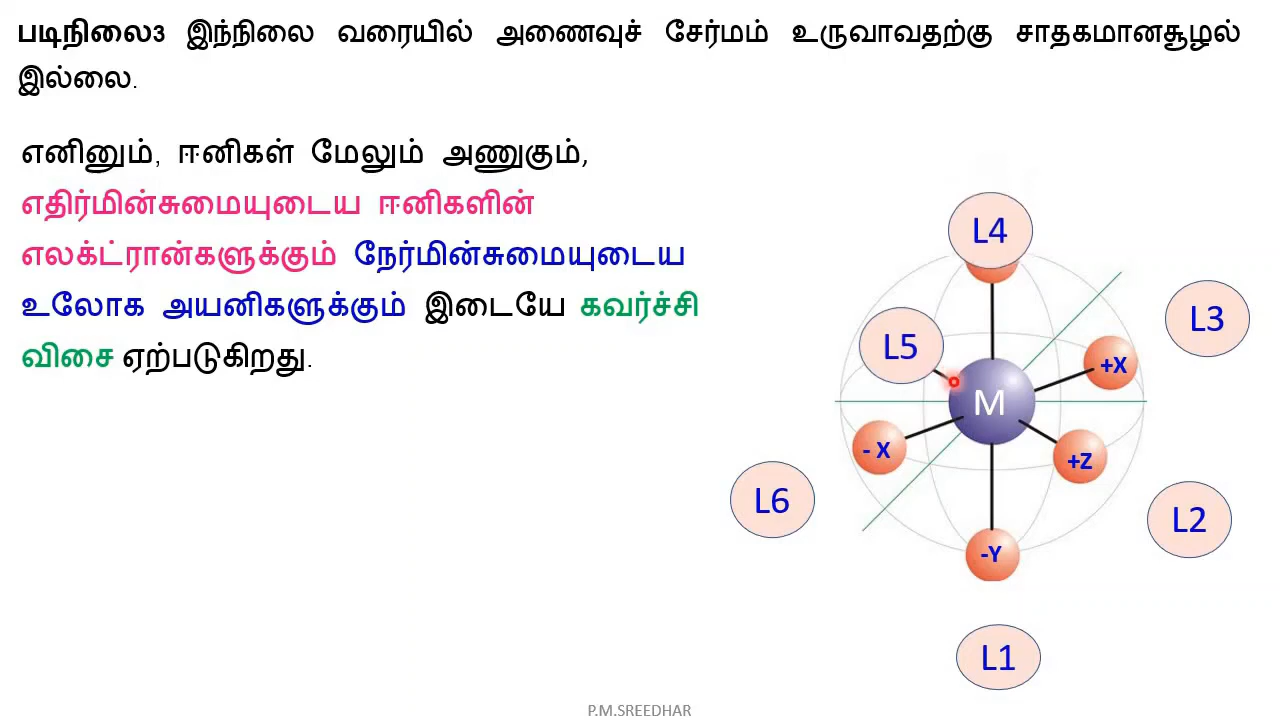 படிநிலை3 இந்நிலை வரையில் அணைவுச் சேர்மம் உருவாவதற்கு சாதகமானசூழல்
இல்லை.
எனினும், ஈனிகள் மேலும் அணுகும்,
எதிர்மின்சுமையுடைய ஈனிகளின்
எலக்ட்ரான்களுக்கும் நேர்மின்சுமையுடைய
உலோக அயனிகளுக்கும் இடையே கவர்ச்சி
விசை ஏற்படுகிறது.
L4
L3
L5
+X
M
- X
+Z
L6
L2
-Y
L1
P.M.SREEDHAR